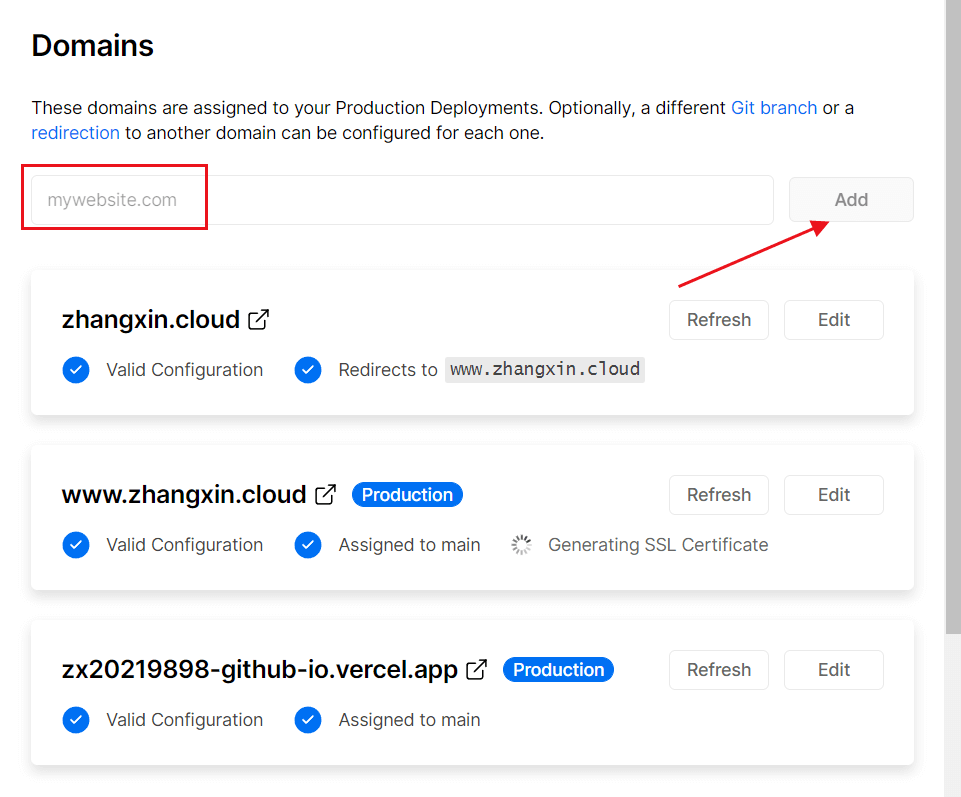 Domains
These domains are assigned to your Production Deployments. Optionally, a different Git branch or a
redirection to another domain can be configured for each one.
mywebsite.com Add
zhangxin.cloud Refresh Edit
Valid Configuration Redirects to www.zhangxin.cloud
www.zhangxin.cloud Production Refresh Edit
Valid Configuration Assigned to main Generating SSL Certificate
zx20219898-github-io.vercel.app Production Refresh Edit
Valid Configuration Assigned to main